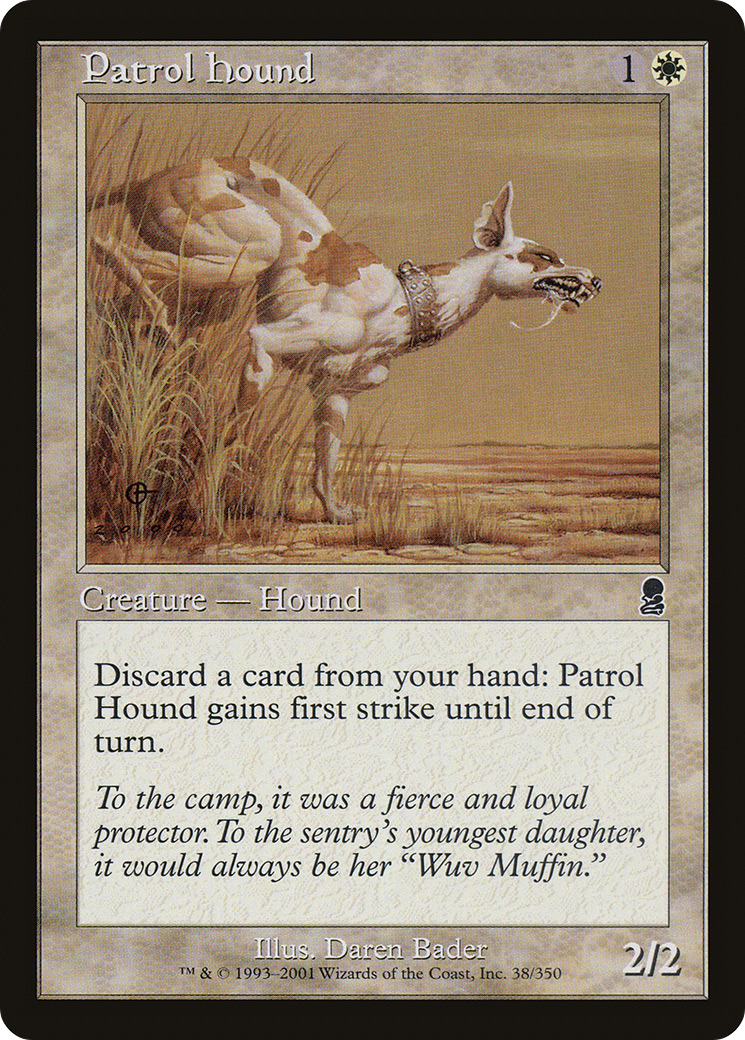 Patrol Hound
1
Discard a card from your hand: Patrol
Hound gains first strike until end of
turn.
To the camp, it was a fierce and loyal
protector. To the sentry's youngest daughter,
it would always be her “Wuv Muffin.”
Creature — Hound
Illus. Daren Bader
™ & © 1993–2001 Wizards of the Coast, Inc. 38/350
2/2